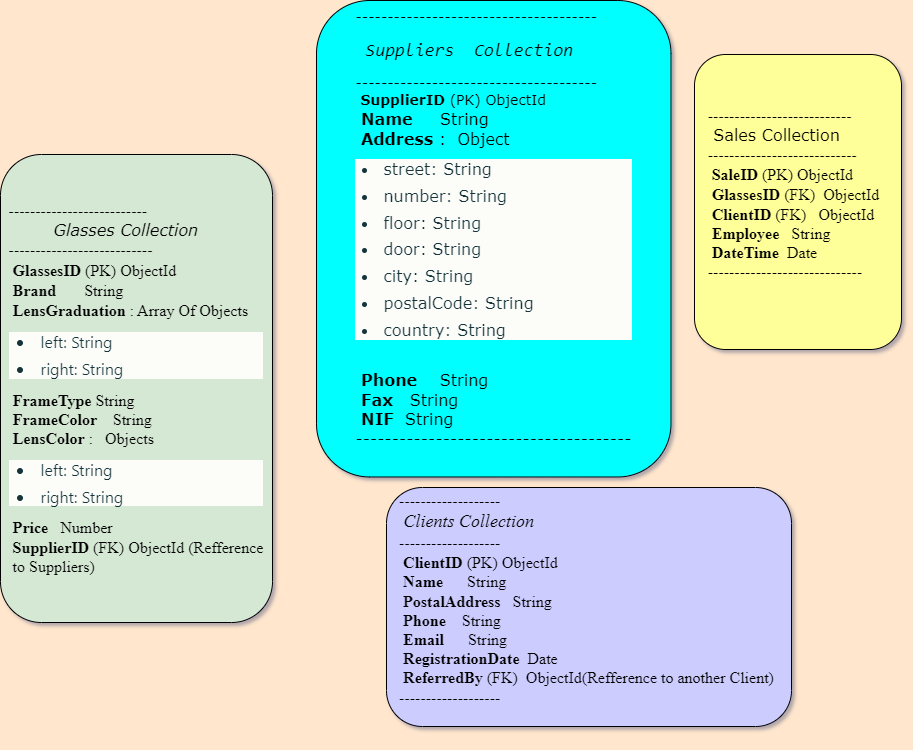 -----------------------------------
Suppliers Collection
-----------------------------------
SupplierID (PK) ObjectId
Name String
Address : Object
• street: String
• number: String
• floor: String
• door: String
• city: String
• postalCode: String
• country: String
Phone String
Fax String
NIF String
------------------------------------
---------------------------
Sales Collection
----------------------------
SaleID (PK) ObjectId
GlassesID (FK) ObjectId
ClientID (FK) ObjectId
Employee String
DateTime Date
-----------------------------
--------------------------
Glasses Collection
---------------------------
GlassesID (PK) ObjectId
Brand String
LensGraduation : Array Of Objects
• left: String
• right: String
FrameType String
FrameColor String
LensColor : Objects
• left: String
• right: String
Price Number
SupplierID (FK) ObjectId (Refference
to Suppliers)
-------------------
Clients Collection
-------------------
ClientID (PK) ObjectId
Name String
PostalAddress String
Phone String
Email String
RegistrationDate Date
ReferredBy (FK) ObjectId(Refference to another Client)
-------------------